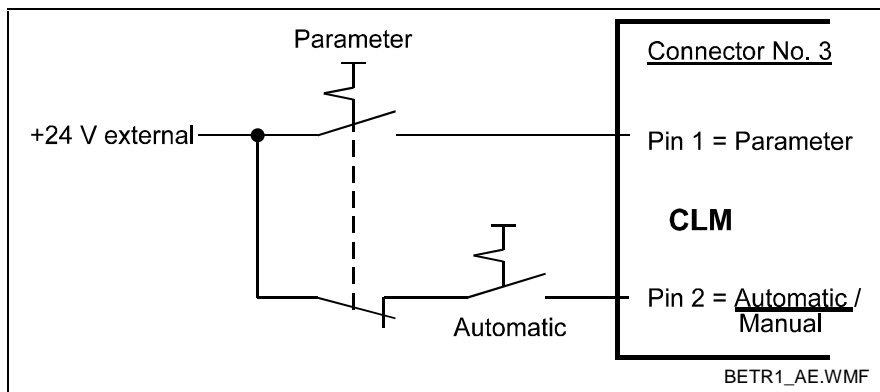 Parameter
Connector No. 3
+24 V external
Pin 1 = Parameter
CLM
Pin 2 = Automatic /
Manual
Automatic
BETR1_AE.WMF